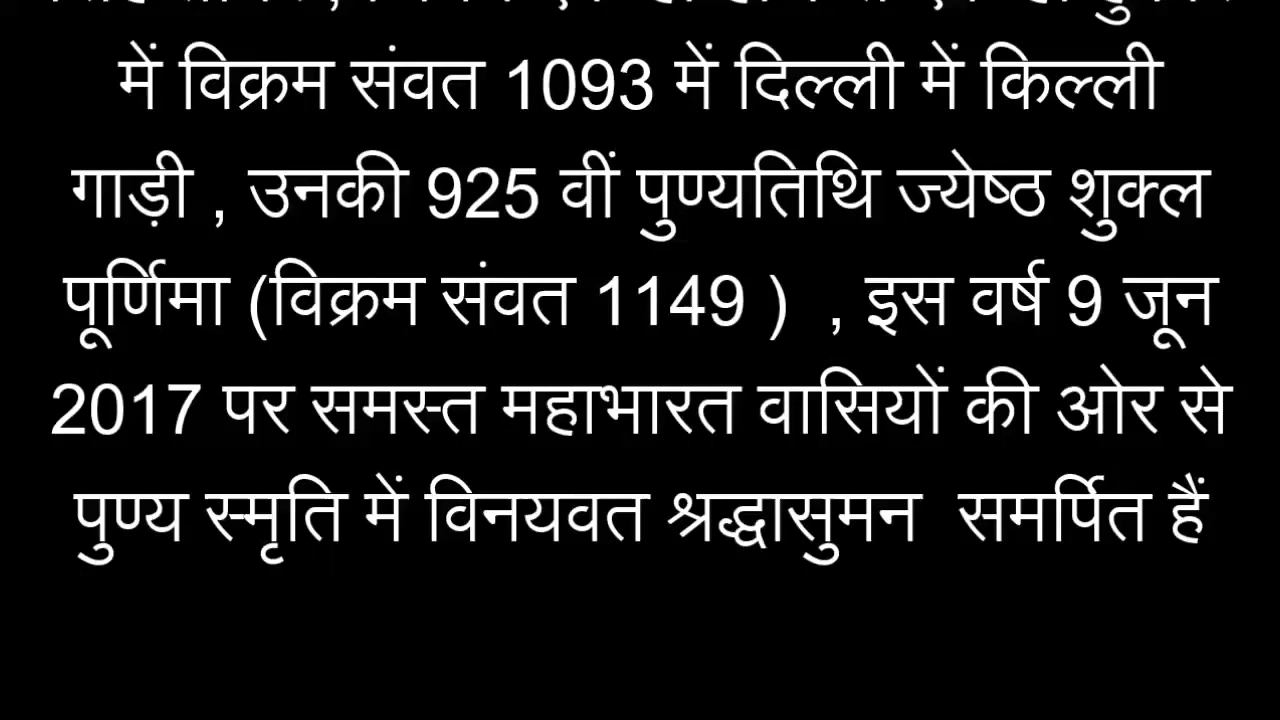 में विक्रम संवत 1093 में दिल्ली में किल्ली
गाड़ी , उनकी 925 वीं पुण्यतिथि ज्येष्ठ शुक्ल
पूर्णिमा (विक्रम संवत 1149 ) , इस वर्ष 9 जून
2017 पर समस्त महाभारत वासियों की ओर से
पुण्य स्मृति में विनयवत श्रद्धासुमन समर्पित हैं